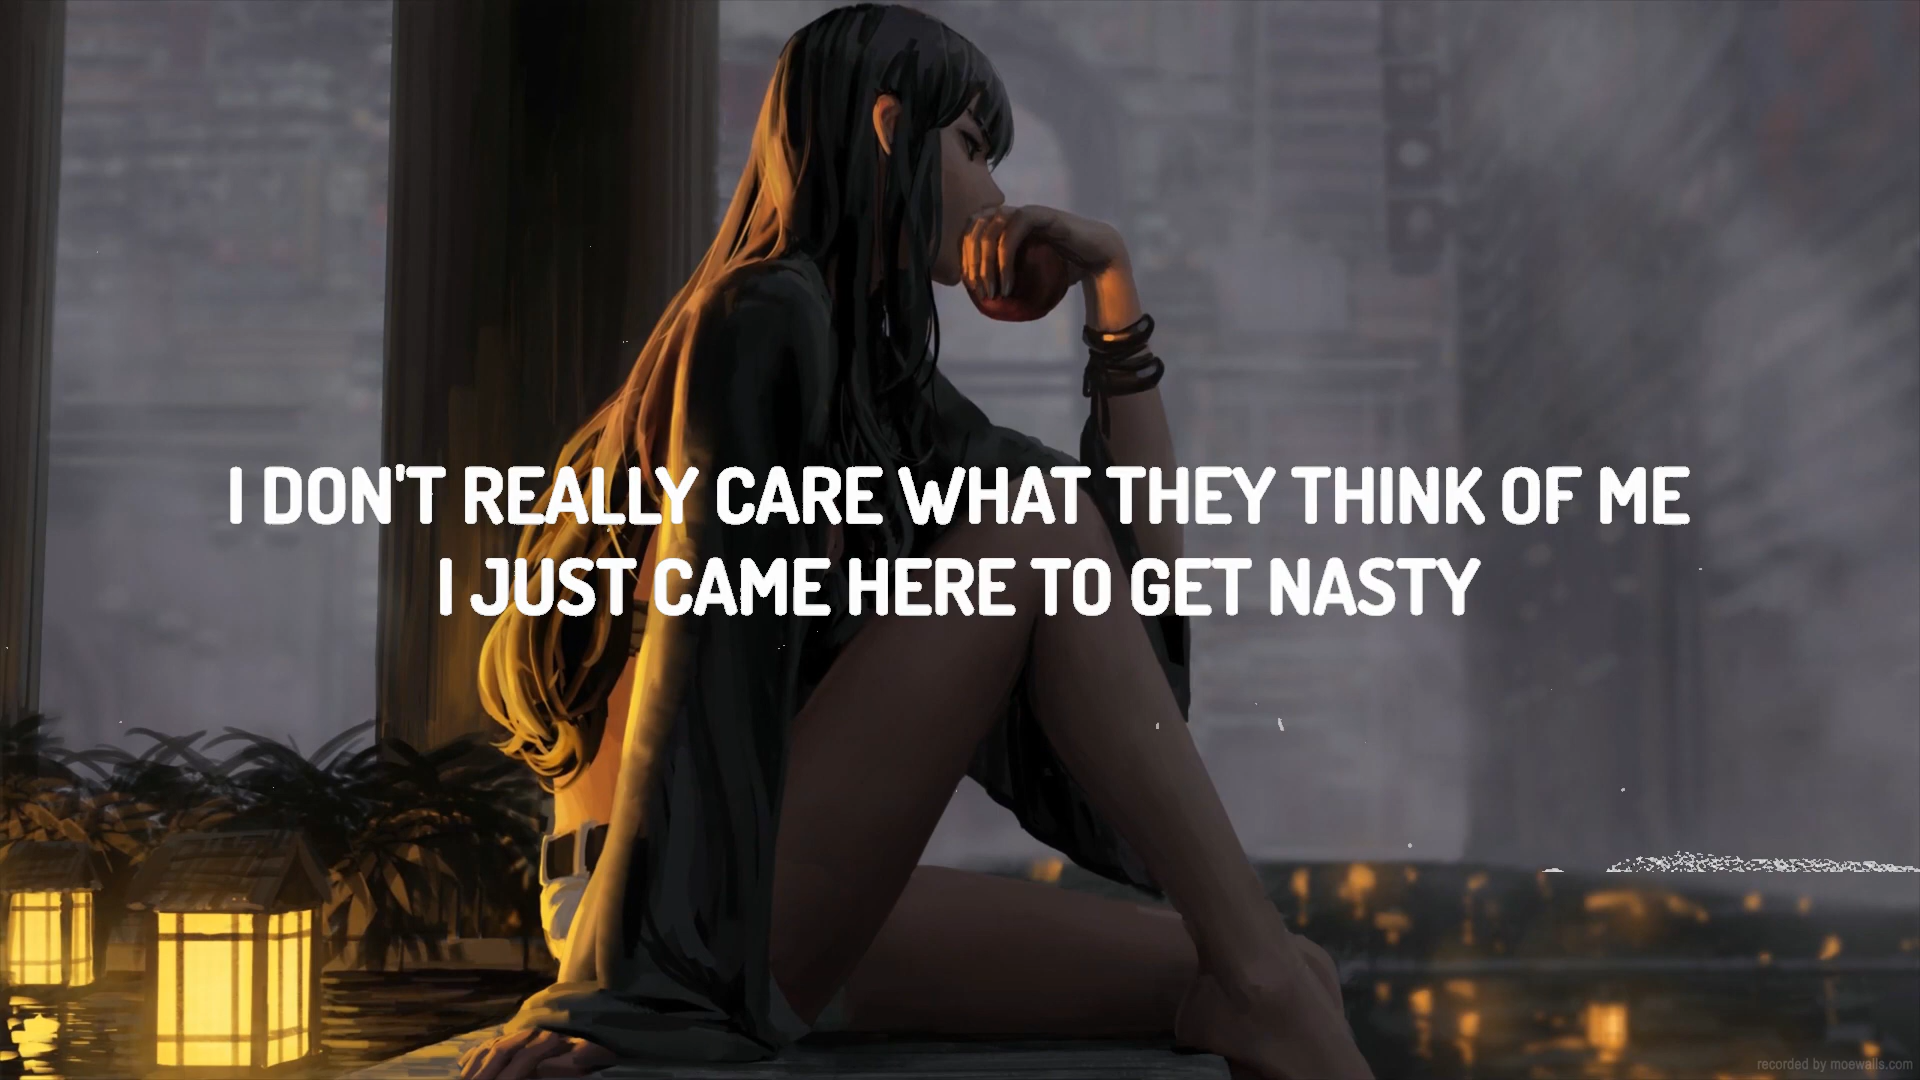 I DON'T REALLY CARE WHAT THEY THINK OF ME
I JUST CAME HERE TO GET NASTY
recorded by moewalls.com